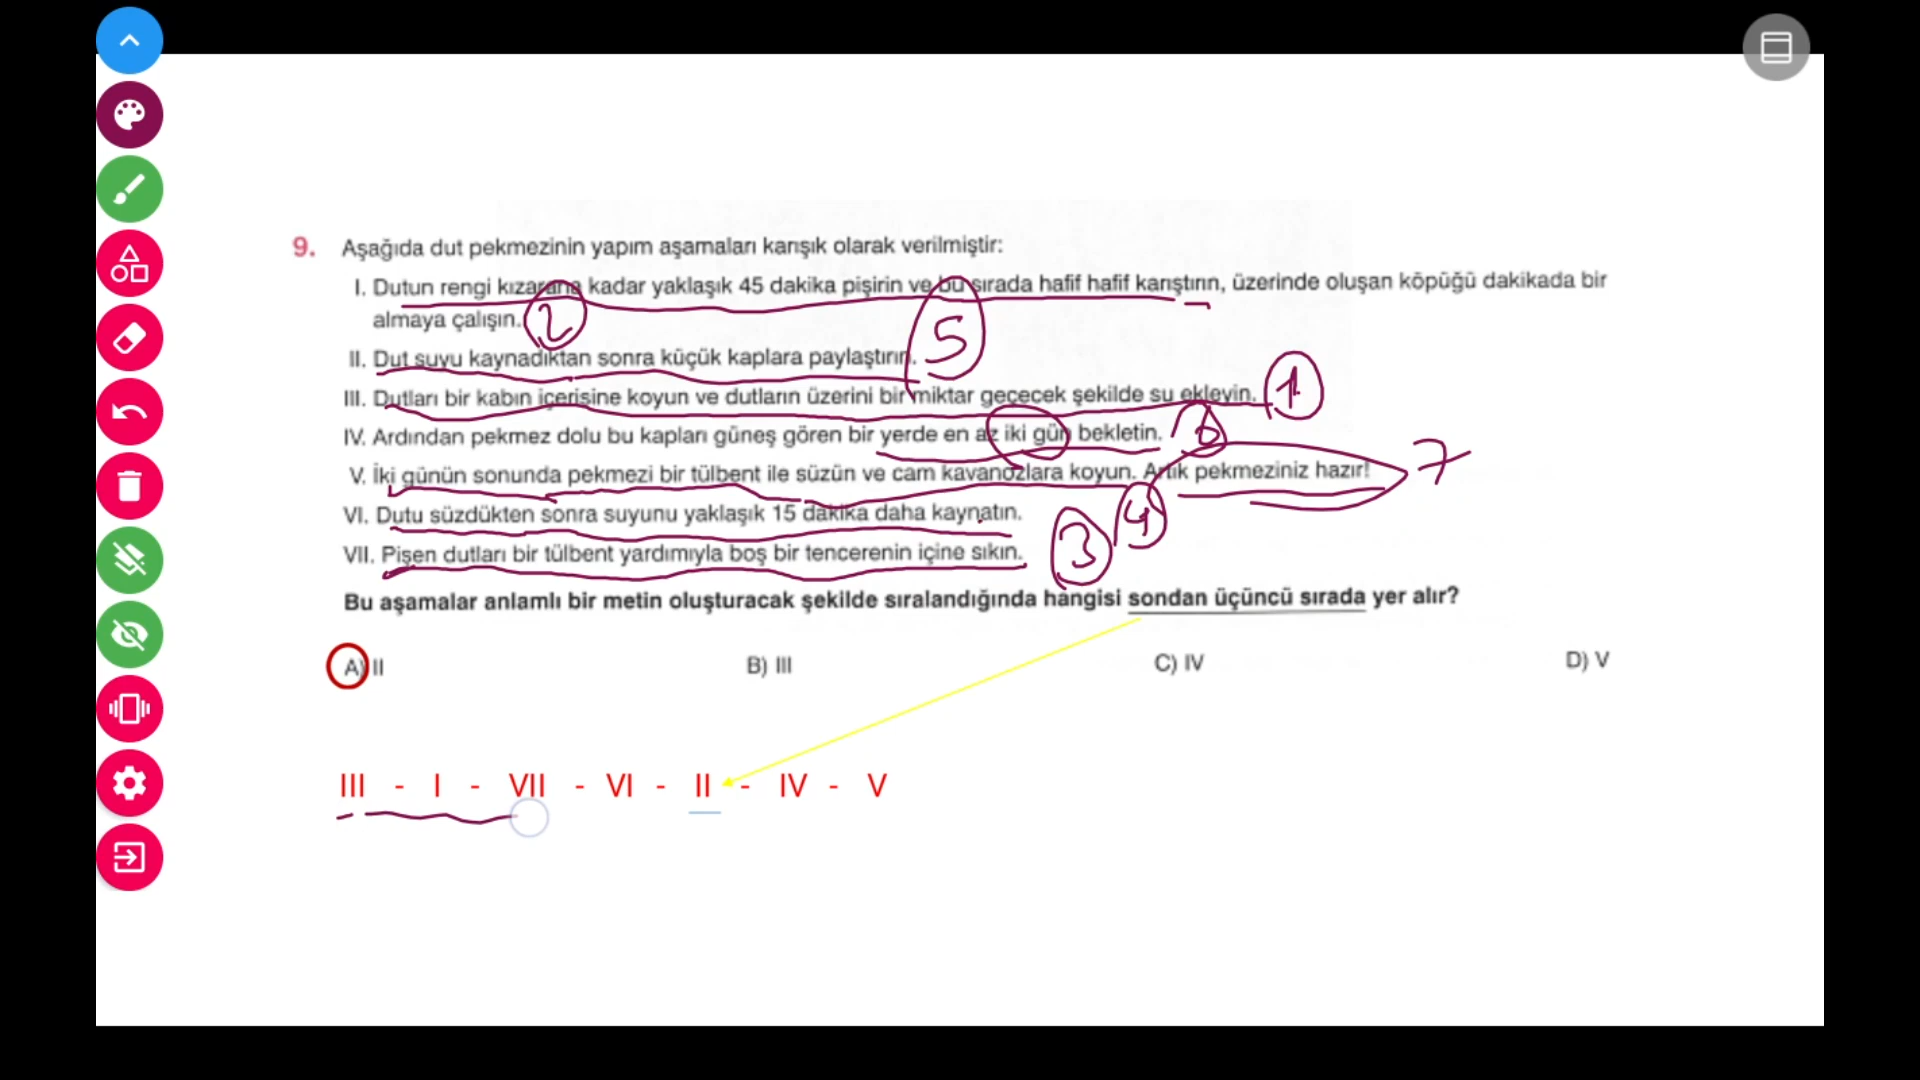 9. Aşağıda dut pekmezinin yapım aşamaları karışık olarak verilmiştir:
I. Dutun rengi kızarana kadar yaklaşık 45 dakika pişirin ve bu sırada hafif hafif karıştırın, üzerinde oluşan köpüğü dakikada bir
almaya çalışın. 2
II. Dut suyu kaynadıktan sonra küçük kaplara paylaştırın. 5
III. Dutları bir kabın içerisine koyun ve dutların üzerini bir miktar geçecek şekilde su ekleyin. 1
IV. Ardından pekmez dolu bu kapları güneş gören bir yerde en az iki gün bekletin. 6
V. İki günün sonunda pekmezi bir tülbent ile süzün ve cam kavanozlara koyun. Artık pekmeziniz hazır! 7
VI. Dutu süzdükten sonra suyunu yaklaşık 15 dakika daha kaynatın. 4
VII. Pişen dutları bir tülbent yardımıyla boş bir tencerenin içine sıkın. 3
Bu aşamalar anlamlı bir metin oluşturacak şekilde sıralandığında hangisi sondan üçüncü sırada yer alır?
A) II B) III C) IV D) V
III - I - VII - VI - II - IV - V